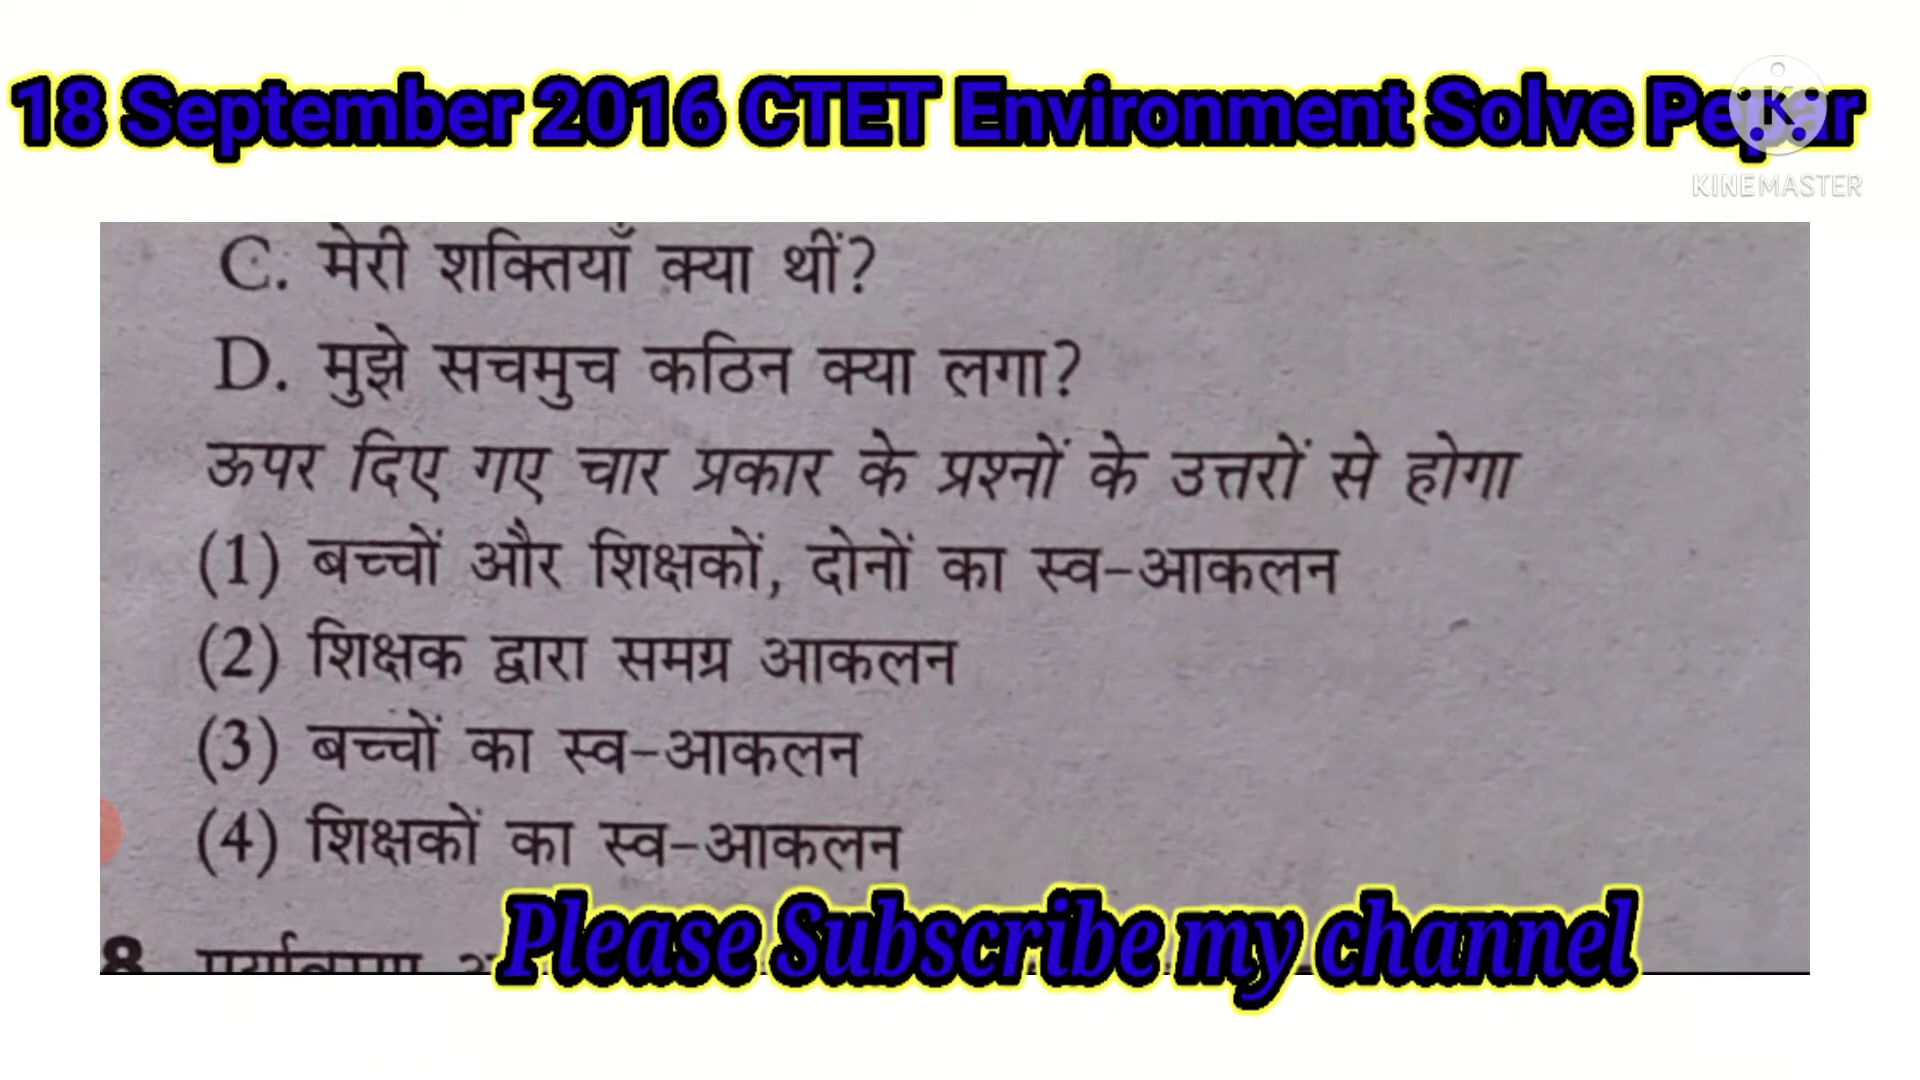 18 September 2016 CTET Environment Solve Pepar
KINEMASTER
C. मेरी शक्तियाँ क्या थीं?
D. मुझे सचमुच कठिन क्या लगा?
ऊपर दिए गए चार प्रकार के प्रश्नों के उत्तरों से होगा
(1) बच्चों और शिक्षकों, दोनों का स्व-आकलन
(2) शिक्षक द्वारा समग्र आकलन
(3) बच्चों का स्व-आकलन
(4) शिक्षकों का स्व-आकलन
Please Subscribe my channel